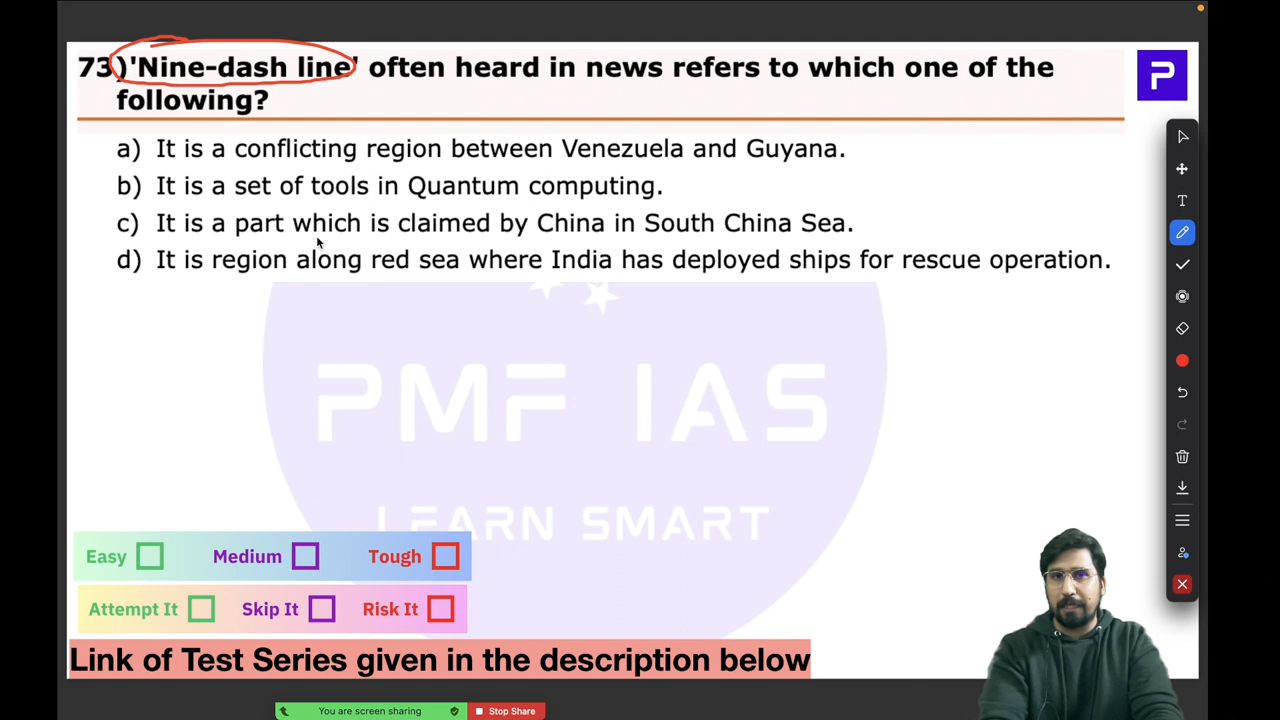 73)'Nine-dash line' often heard in news refers to which one of the
following?
a) It is a conflicting region between Venezuela and Guyana.
b) It is a set of tools in Quantum computing.
c) It is a part which is claimed by China in South China Sea.
d) It is region along red sea where India has deployed ships for rescue operation.
PMF IAS
LEARN SMART
Easy Medium Tough
Attempt It Skip It Risk It
Link of Test Series given in the description below
You are screen sharing Stop Share
P
T